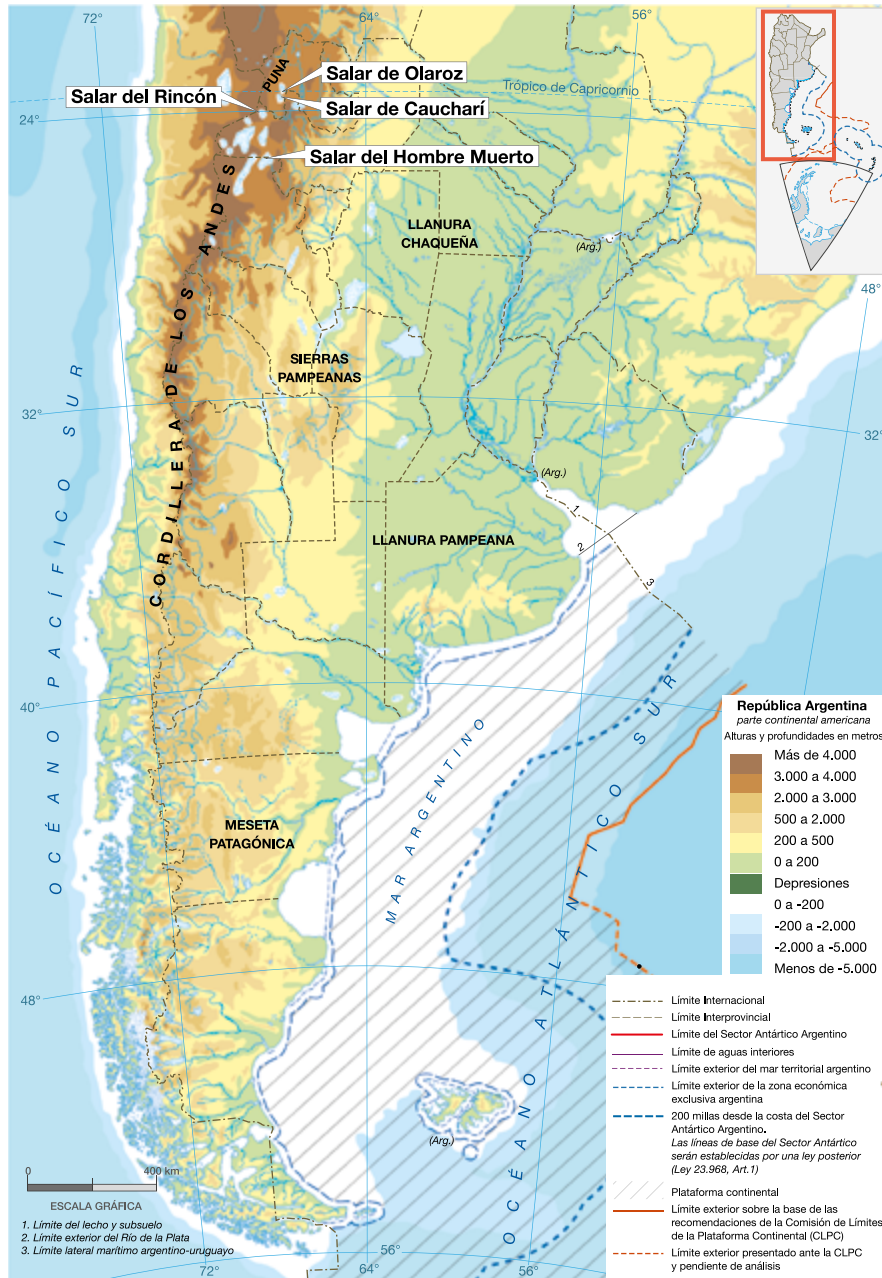 72°
64°
56°
PUNA
Salar de Olaroz
Trópico de Capricornio
Salar del Rincón
Salar de Caucharí
24°
Salar del Hombre Muerto
LLANURA
CHAQUEÑA
(Arg.)
48°
CORDILLERA DE LOS ANDES
SIERRAS
PAMPEANAS
32°
32°
(Arg.)
1
LLANURA PAMPEANA
2
3
OCÉANO PACÍFICO SUR
40°
40°
MAR ARGENTINO
OCÉANO ATLÁNTICO SUR
MESETA
PATAGÓNICA
48°
(Arg.)
República Argentina
parte continental americana
Alturas y profundidades en metros
Más de 4.000
3.000 a 4.000
2.000 a 3.000
500 a 2.000
200 a 500
0 a 200
Depresiones
0 a -200
-200 a -2.000
-2.000 a -5.000
Menos de -5.000
Límite Internacional
Límite Interprovincial
Límite del Sector Antártico Argentino
Límite de aguas interiores
Límite exterior del mar territorial argentino
Límite exterior de la zona económica
exclusiva argentina
200 millas desde la costa del Sector
Antártico Argentino.
Las líneas de base del Sector Antártico
serán establecidas por una ley posterior
(Ley 23.968, Art.1)
Plataforma continental
Límite exterior sobre la base de las
recomendaciones de la Comisión de Límites
de la Plataforma Continental (CLPC)
Límite exterior presentado ante la CLPC
y pendiente de análisis
0
400 km
ESCALA GRÁFICA
1. Límite del lecho y subsuelo
2. Límite exterior del Río de la Plata
3. Límite lateral marítimo argentino-uruguayo
72°
64°
56°
56°